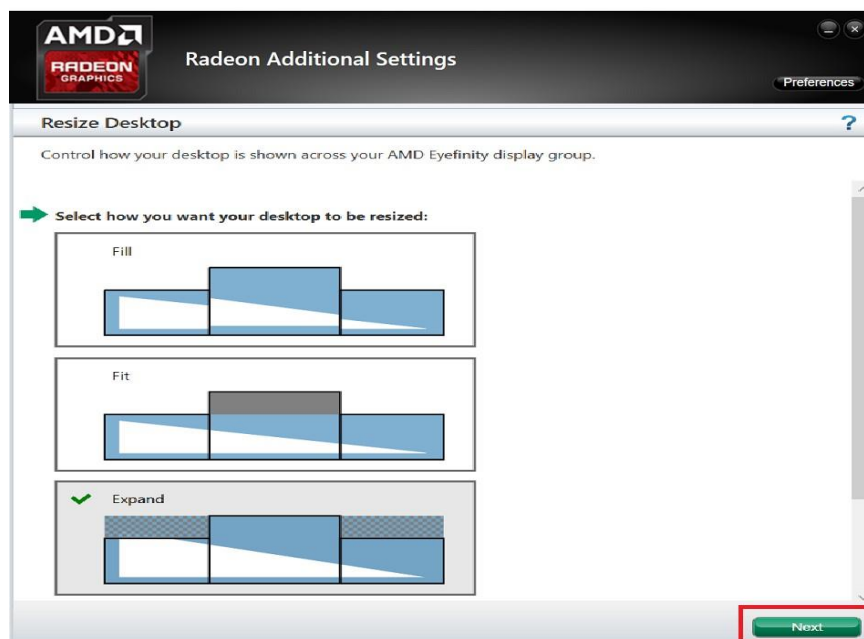 AMD
RADEON
GRAPHICS
Radeon Additional Settings
Preferences
Resize Desktop
?
Control how your desktop is shown across your AMD Eyefinity display group.
Select how you want your desktop to be resized:
Fill
Fit
Expand
Next